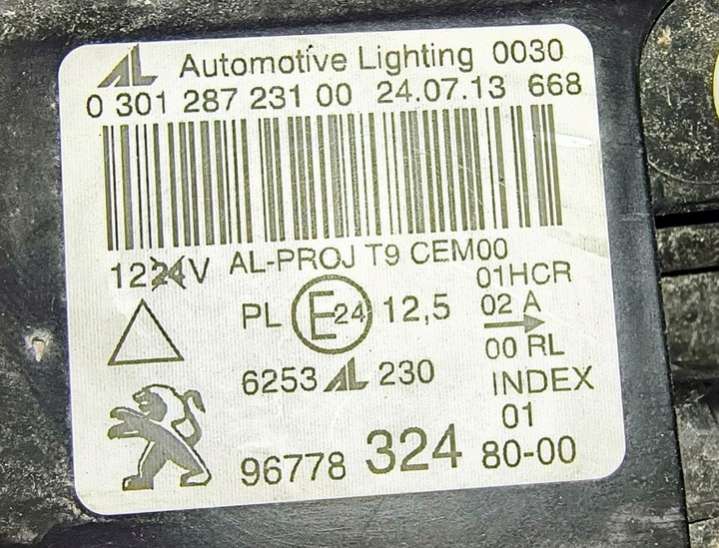 AL Automotive Lighting 0030
0 301 287 231 00 24.07.13 668
1224V AL-PROJ T9 CEM00
01HCR
PL E24 12,5 02 A
00 RL
6253 AL 230 INDEX
01
96778 324 80-00